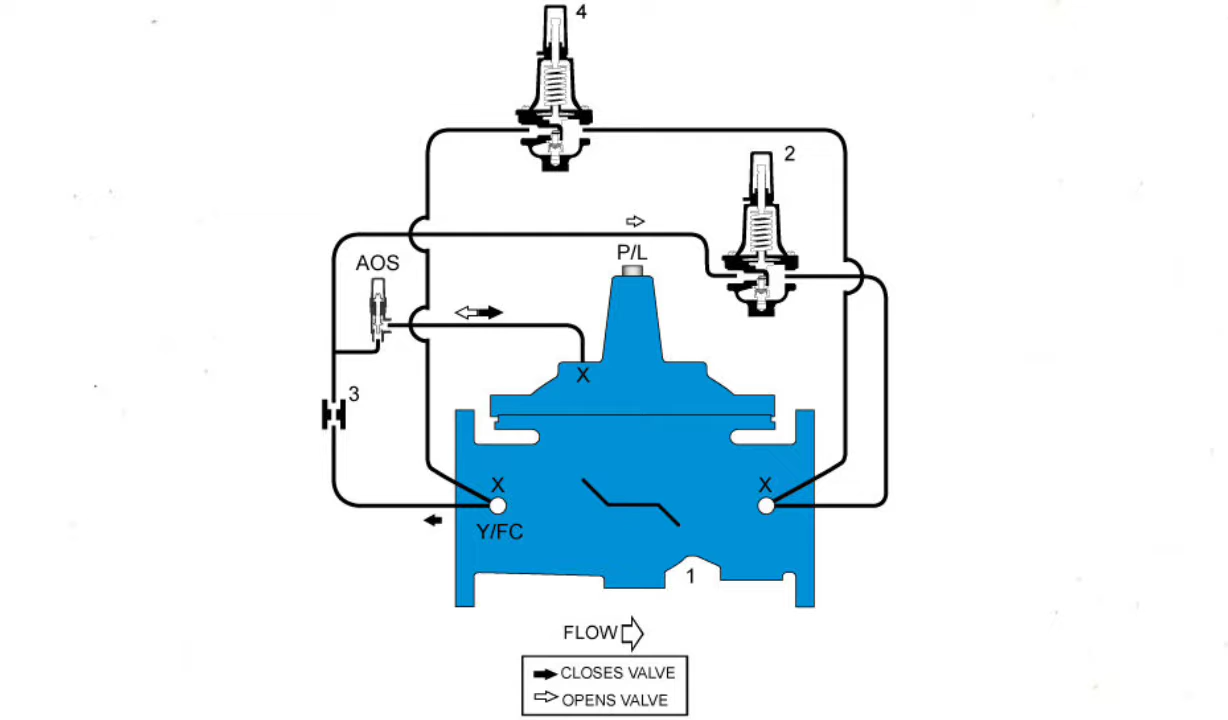 4
2
P/L
AOS
X
3
X
X
Y/FC
1
FLOW
CLOSES VALVE
OPENS VALVE